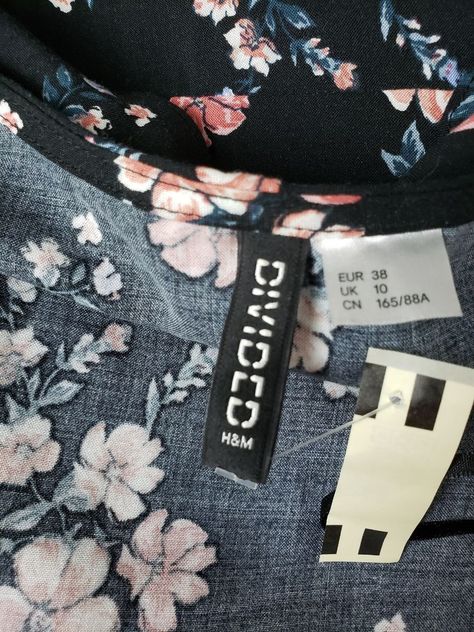 DIVIDED
H&M
EUR 38
UK 10
CN 165/88A